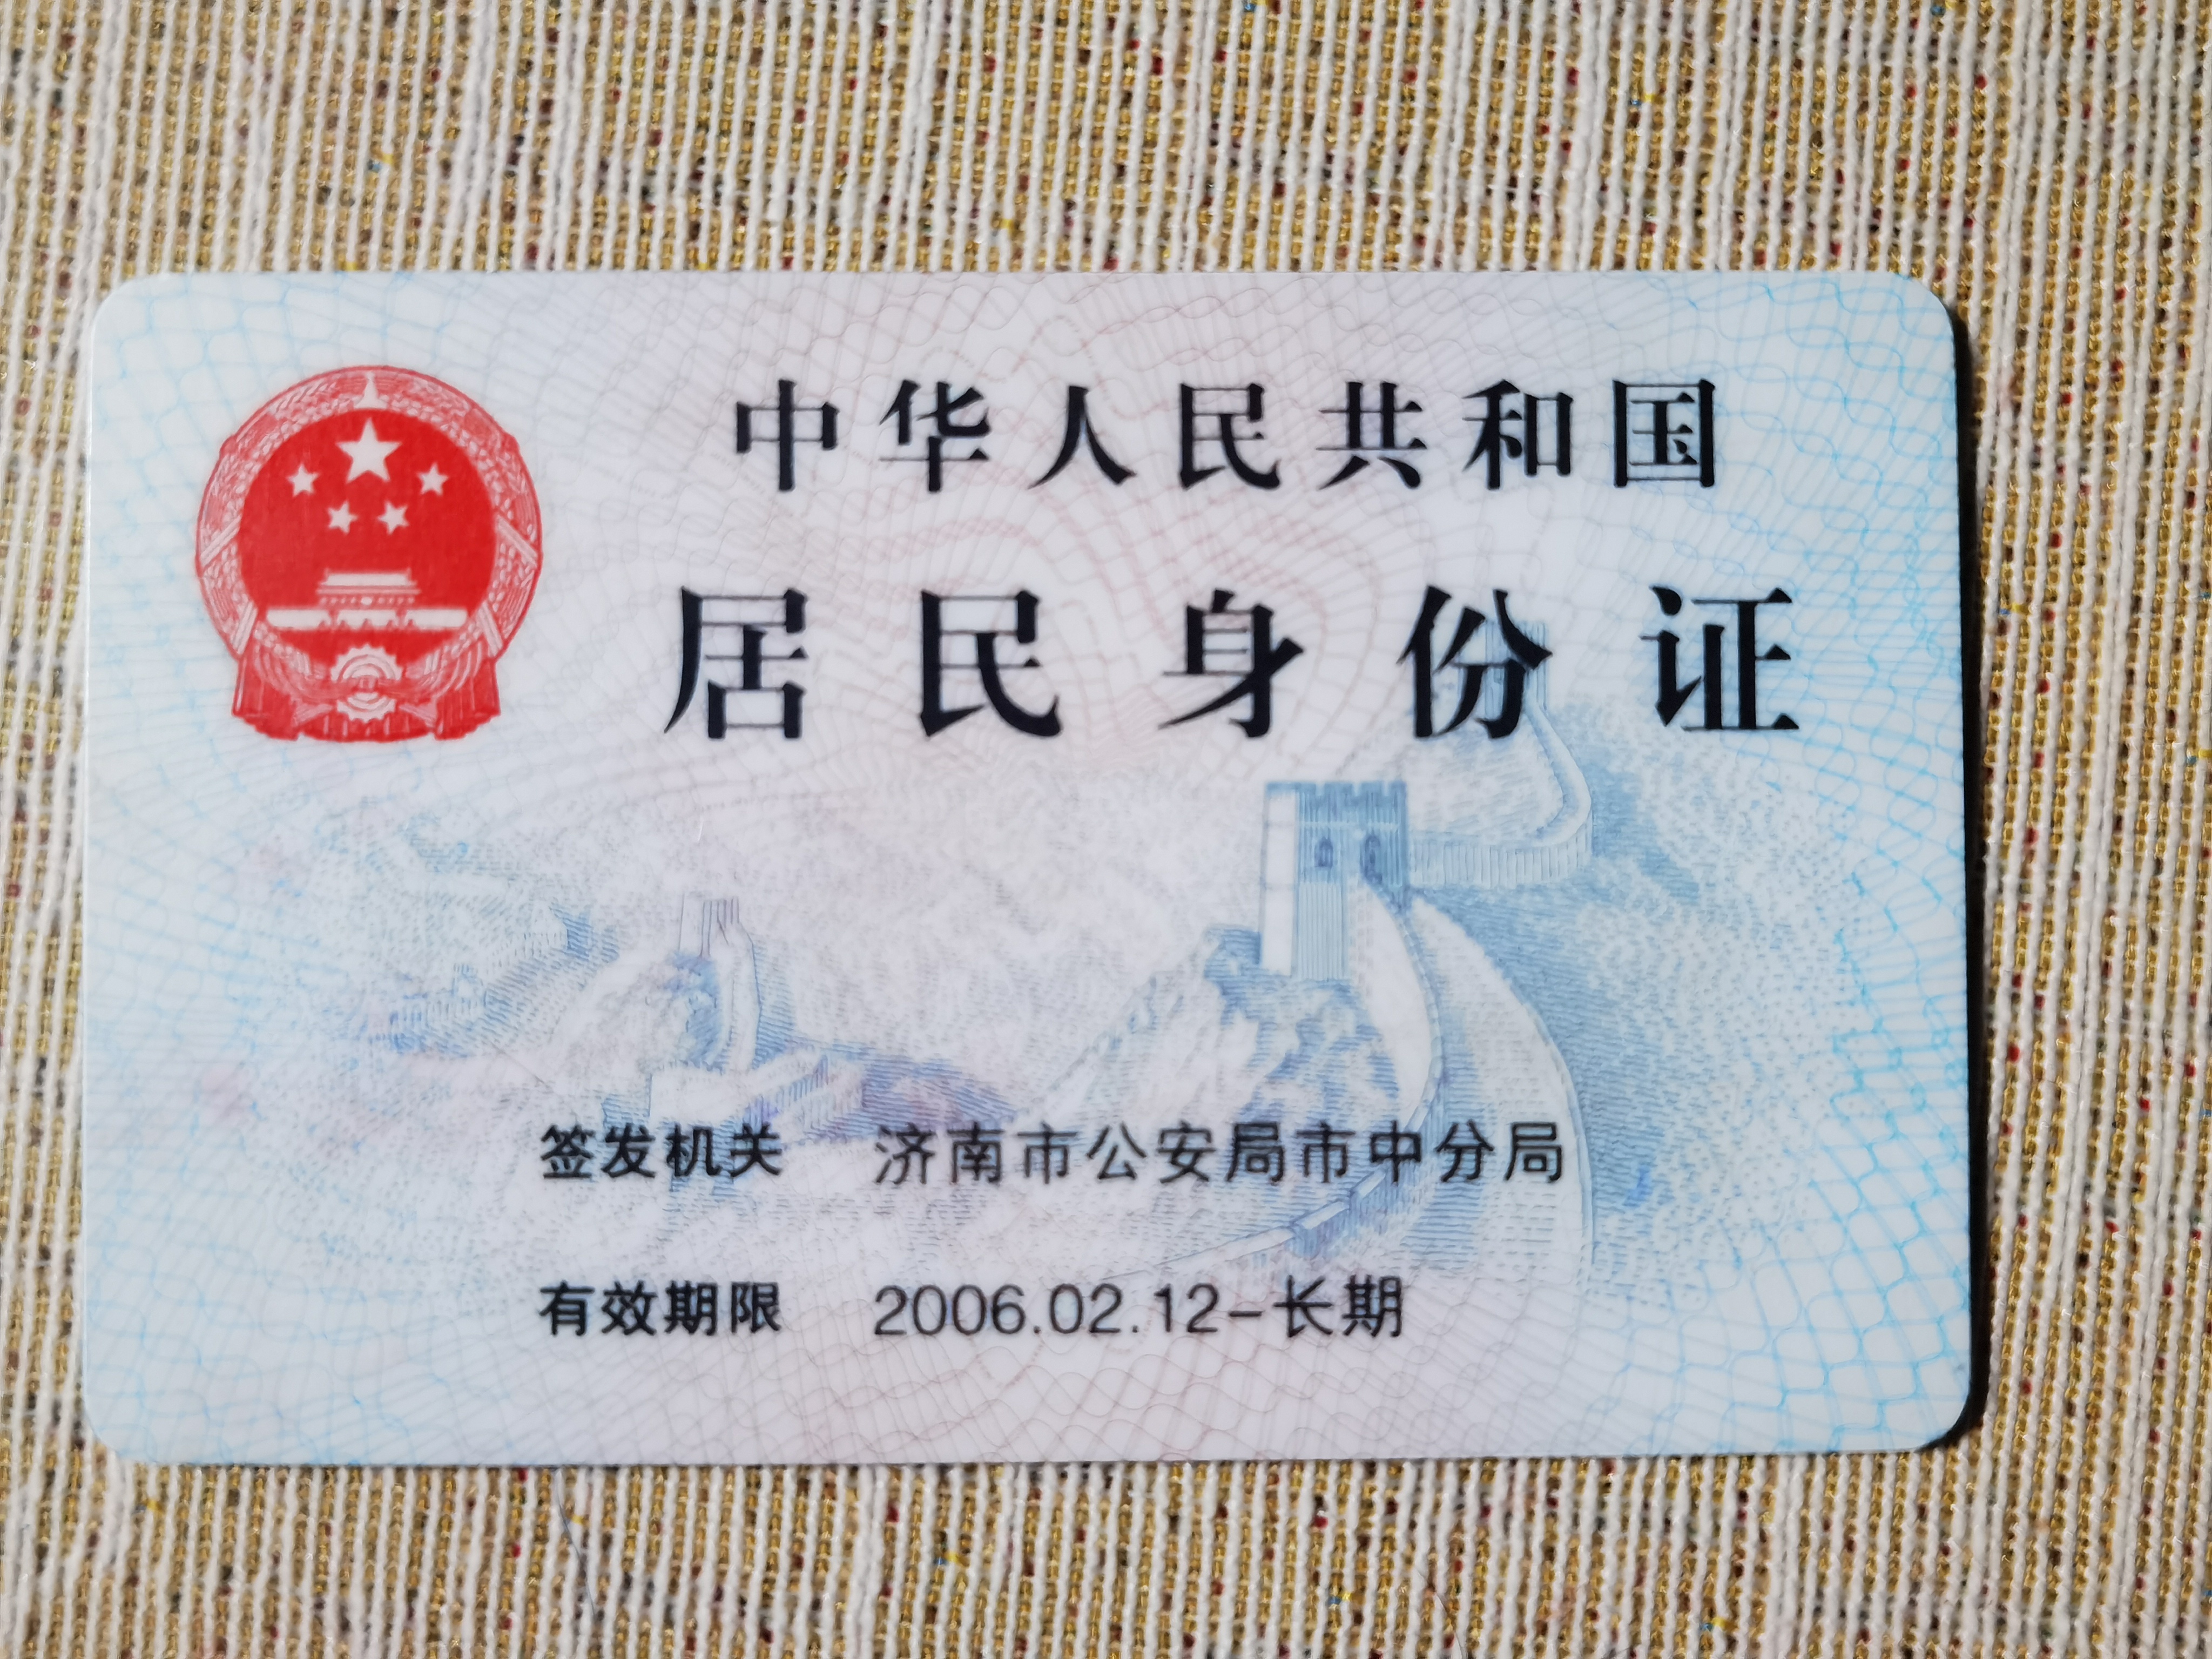 中华人民共和国
居民身份证
签发机关 济南市公安局市中分局
有效期限 2006.02.12-长期